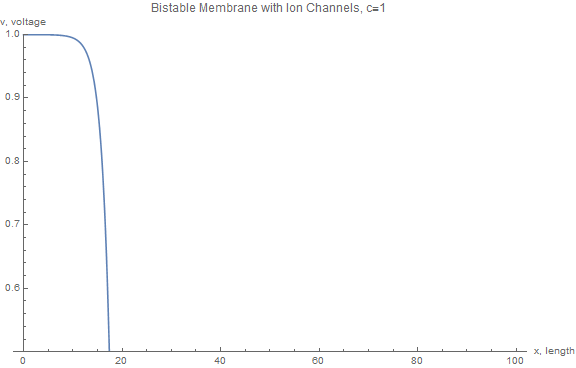 Bistable Membrane with Ion Channels, c=1
v, voltage
1.0
0.9
0.8
0.7
0.6
0 20 40 60 80 100 x, length